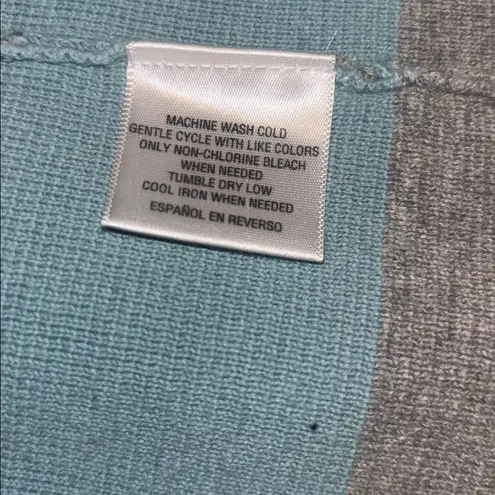 MACHINE WASH COLD
GENTLE CYCLE WITH LIKE COLORS
ONLY NON-CHLORINE BLEACH
WHEN NEEDED
TUMBLE DRY LOW
COOL IRON WHEN NEEDED
ESPAÑOL EN REVERSO